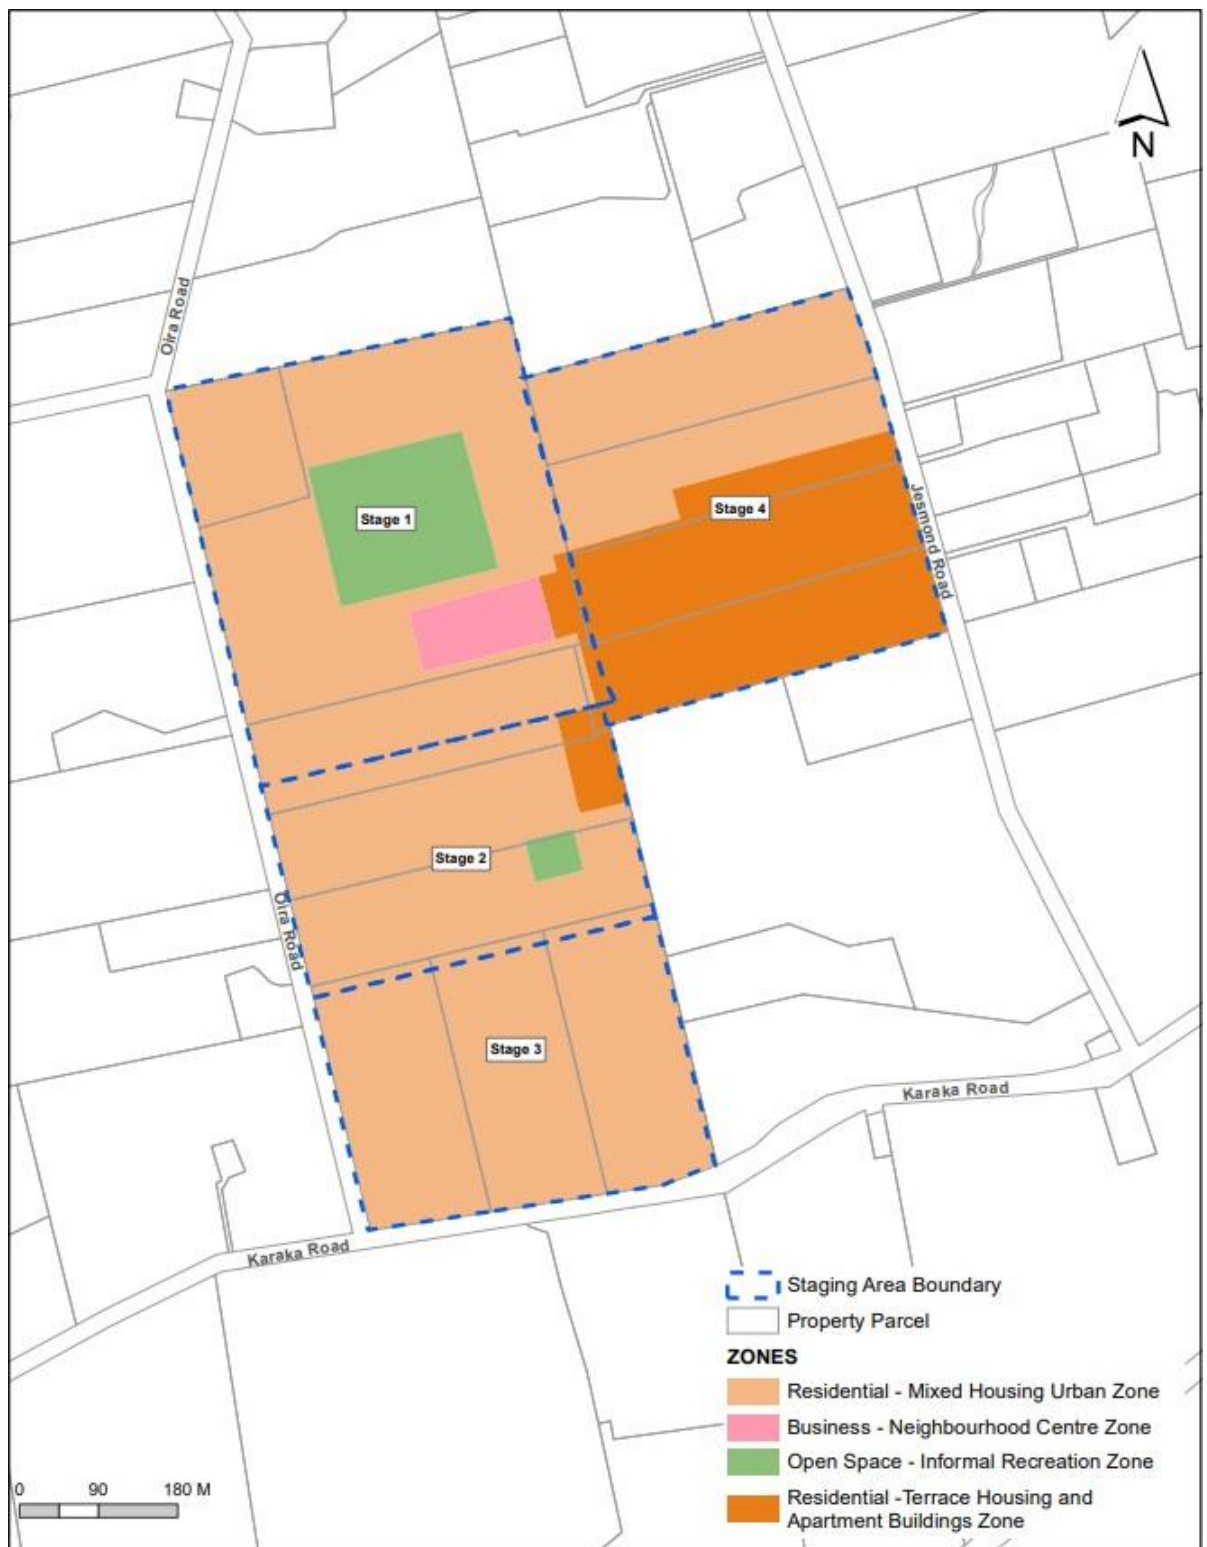 N
Oira Road
Stage 1
Stage 4
Jesmond Road
Stage 2
Oira Road
Stage 3
Karaka Road
Karaka Road
Staging Area Boundary
Property Parcel
ZONES
Residential - Mixed Housing Urban Zone
Business - Neighbourhood Centre Zone
Open Space - Informal Recreation Zone
Residential -Terrace Housing and
Apartment Buildings Zone
0 90 180 M